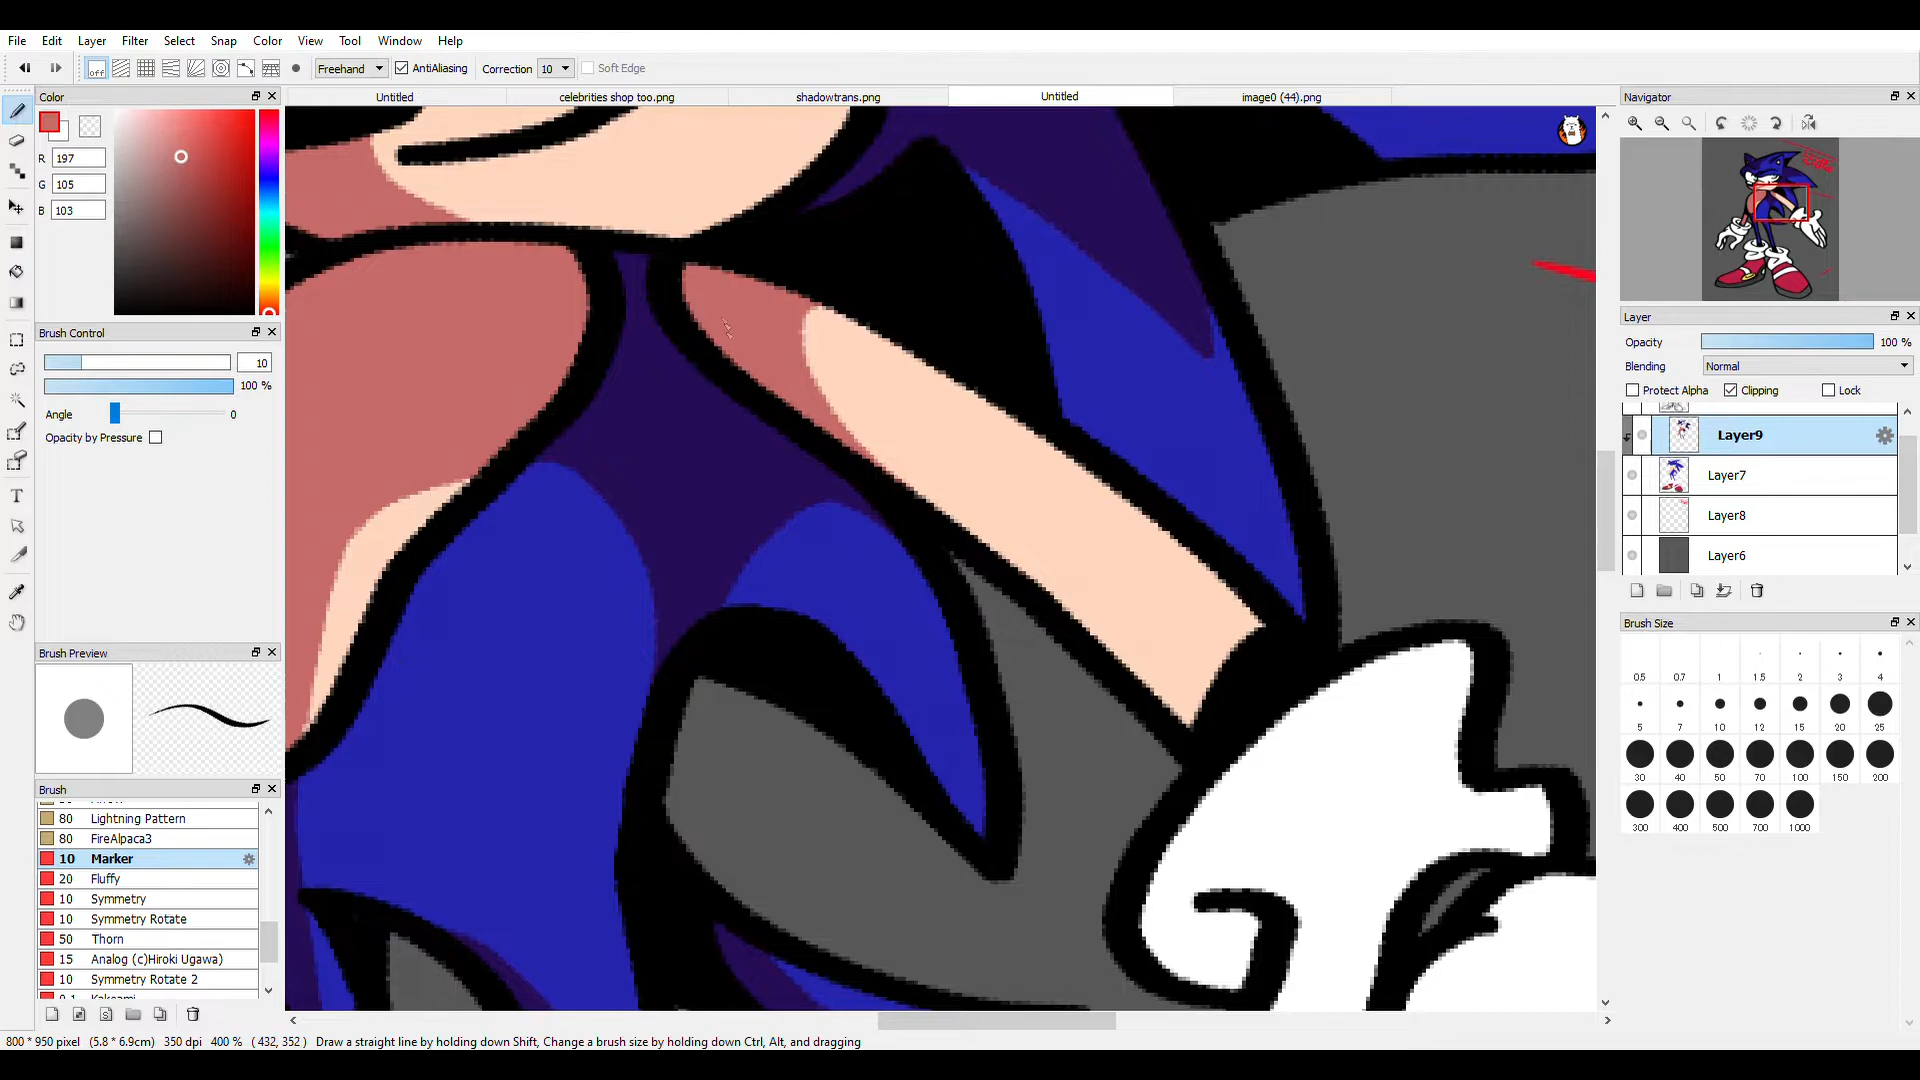 File Edit Layer Filter Select Snap Color View Tool Window Help
off Freehand AntiAliasing Correction 10 Soft Edge
Color Untitled celebrities shop too.png shadowtrans.png Untitled image0 (44).png Navigator
R 197
G 105
B 103
Layer
Brush Control
Opacity 100 %
10
Blending Normal
100 %
Protect Alpha Clipping Lock
Angle 0
Opacity by Pressure
Layer9
Layer7
Layer8
Layer6
Brush Size
Brush Preview
0.5 0.7 1 1.5 2 3 4
5 7 10 12 15 20 25
30 40 50 70 100 150 200
300 400 500 700 1000
Brush
80 Lightning Pattern
80 FireAlpaca3
10 Marker
20 Fluffy
10 Symmetry
10 Symmetry Rotate
50 Thorn
15 Analog (c)Hiroki Ugawa)
10 Symmetry Rotate 2
800 * 950 pixel (5.8 * 6.9cm) 350 dpi 400 % ( 432, 352 ) Draw a straight line by holding down Shift, Change a brush size by holding down Ctrl, Alt, and dragging